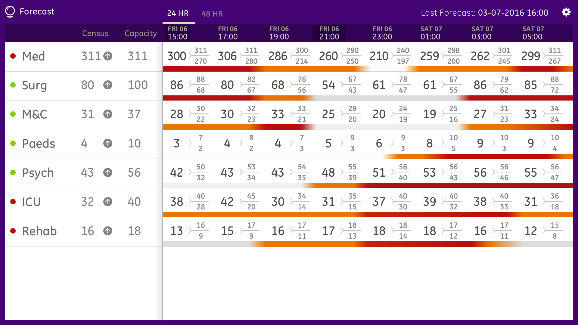 Forecast 24 HR 48 HR Last Forecast: 03-07-2016 16:00
Census Capacity FRI 06 15:00 FRI 06 17:00 FRI 06 19:00 FRI 06 21:00 FRI 06 23:00 SAT 07 01:00 SAT 07 03:00 SAT 07 05:00
Med 311 311 300 311 270 306 311 280 286 300 214 260 290 250 210 240 197 259 298 200 262 301 245 299 311 267
Surg 80 100 86 88 68 80 82 67 68 76 56 54 67 43 61 78 47 61 67 55 86 79 62 85 88 72
M&C 31 37 28 30 22 30 32 23 33 33 21 25 29 20 20 24 19 19 25 16 27 31 23 33 34 24
Paeds 4 10 3 7 2 4 8 2 4 7 3 5 9 3 6 9 3 8 10 5 9 10 9 9 10 4
Psych 43 56 42 50 32 43 53 34 43 54 35 48 55 39 51 56 40 53 56 43 56 56 46 55 56 47
ICU 32 40 38 40 28 42 45 20 30 34 14 31 35 15 37 40 30 39 40 32 38 40 33 31 36 18
Rehab 16 18 13 16 9 15 17 9 16 17 11 17 18 13 18 18 14 18 17 12 16 17 11 12 15 8